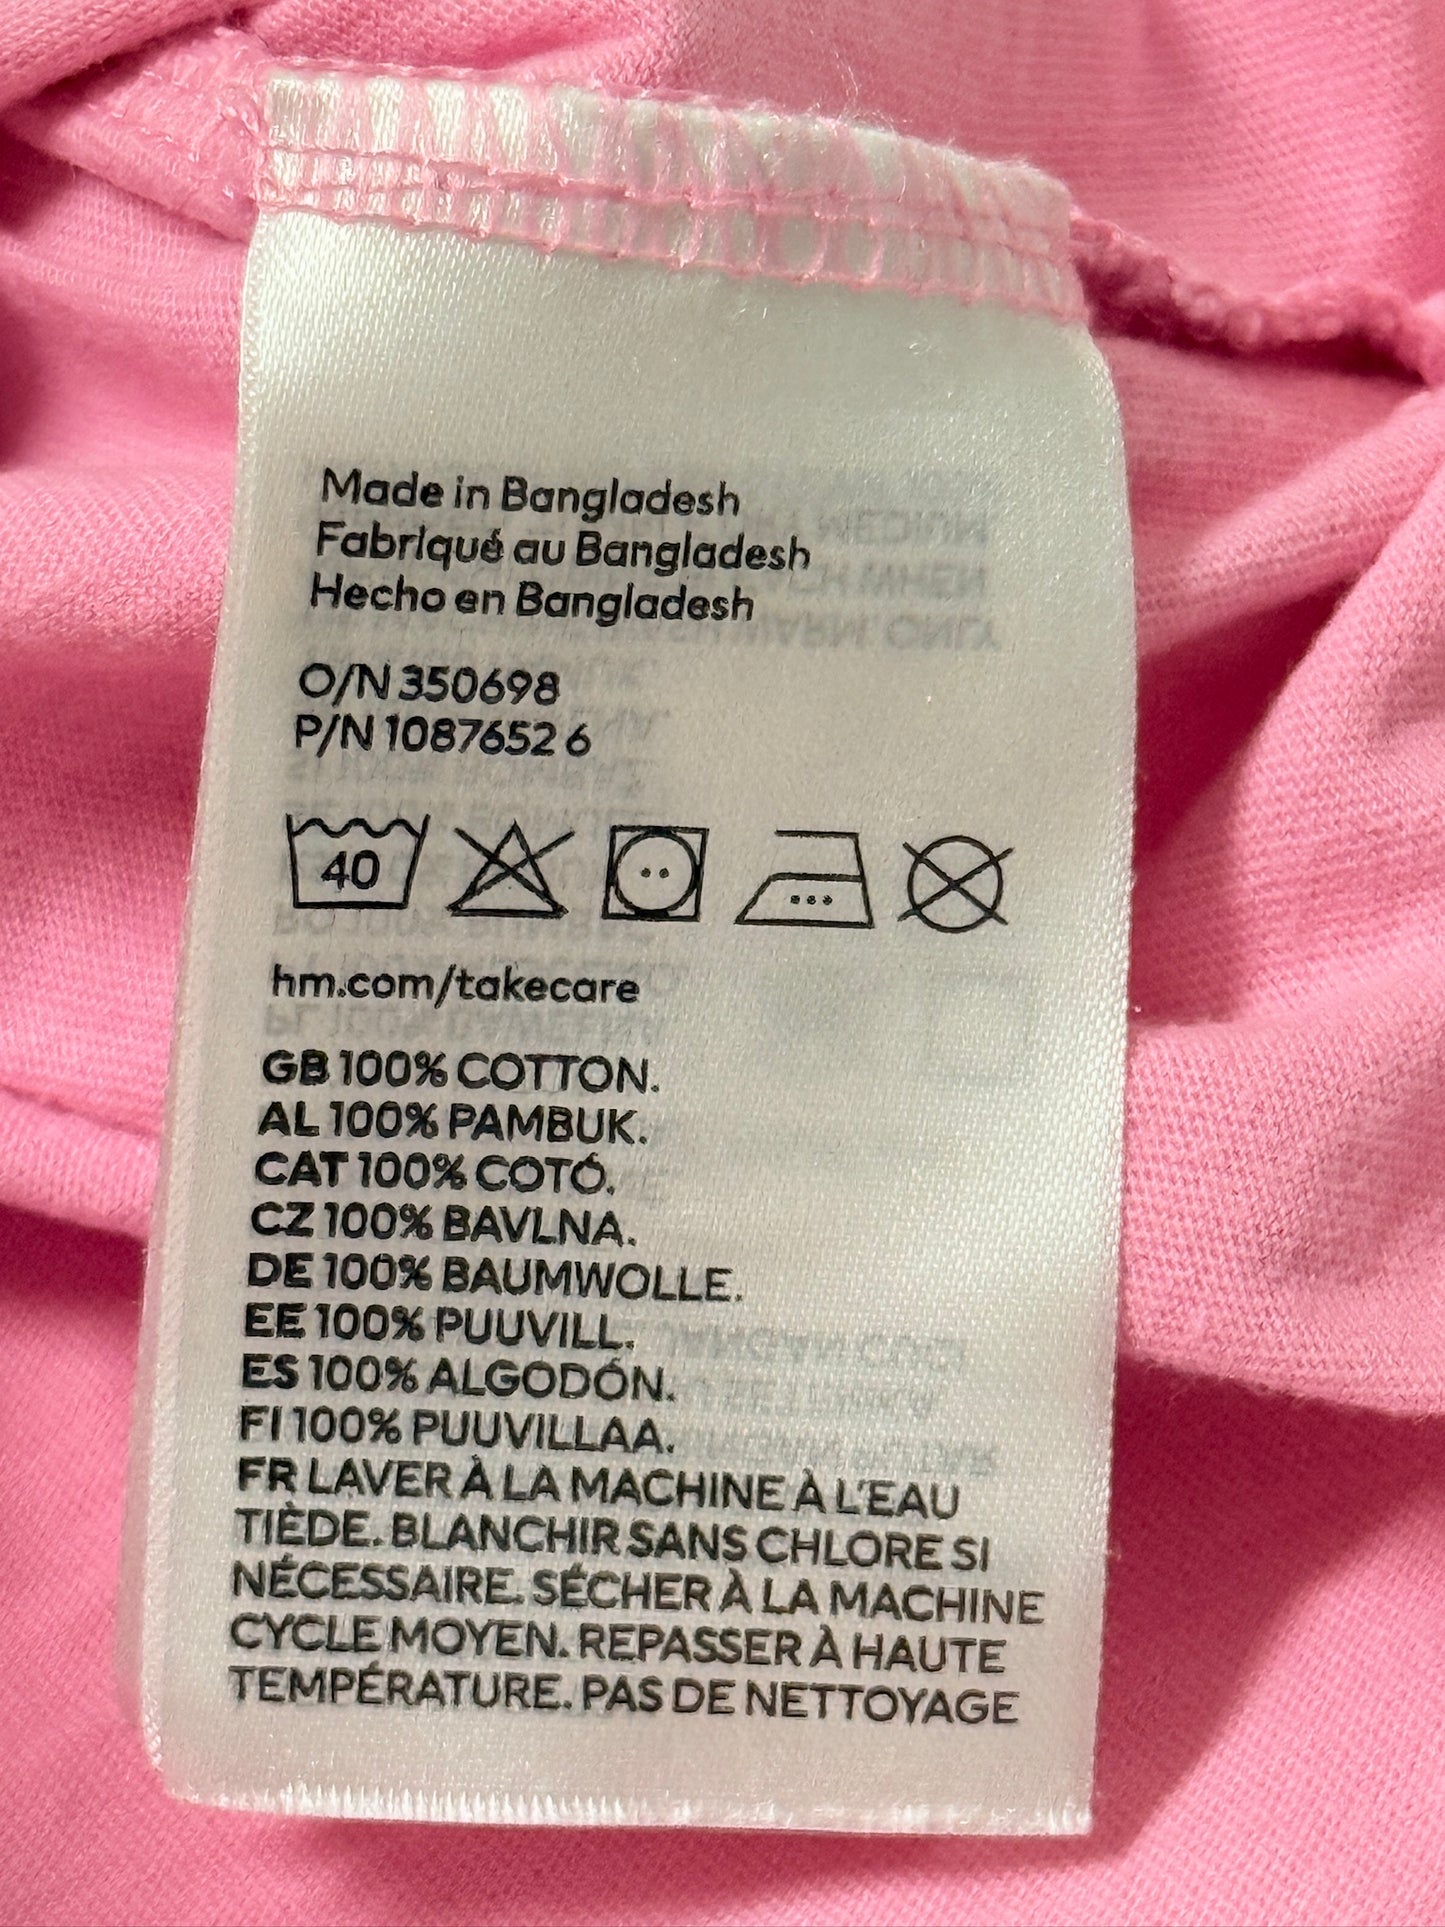 Made in Bangladesh
Fabriqué au Bangladesh
Hecho en Bangladesh
O/N 350698
P/N 1087652 6
40
hm.com/takecare
GB 100% COTTON.
AL 100% PAMBUK.
CAT 100% COTÓ.
CZ 100% BAVLNA.
DE 100% BAUMWOLLE.
EE 100% PUUVILL.
ES 100% ALGODÓN.
FI 100% PUUVILLAA.
FR LAVER À LA MACHINE À L'EAU
TIÈDE. BLANCHIR SANS CHLORE SI
NÉCESSAIRE. SÉCHER À LA MACHINE
CYCLE MOYEN. REPASSER À HAUTE
TEMPÉRATURE. PAS DE NETTOYAGE